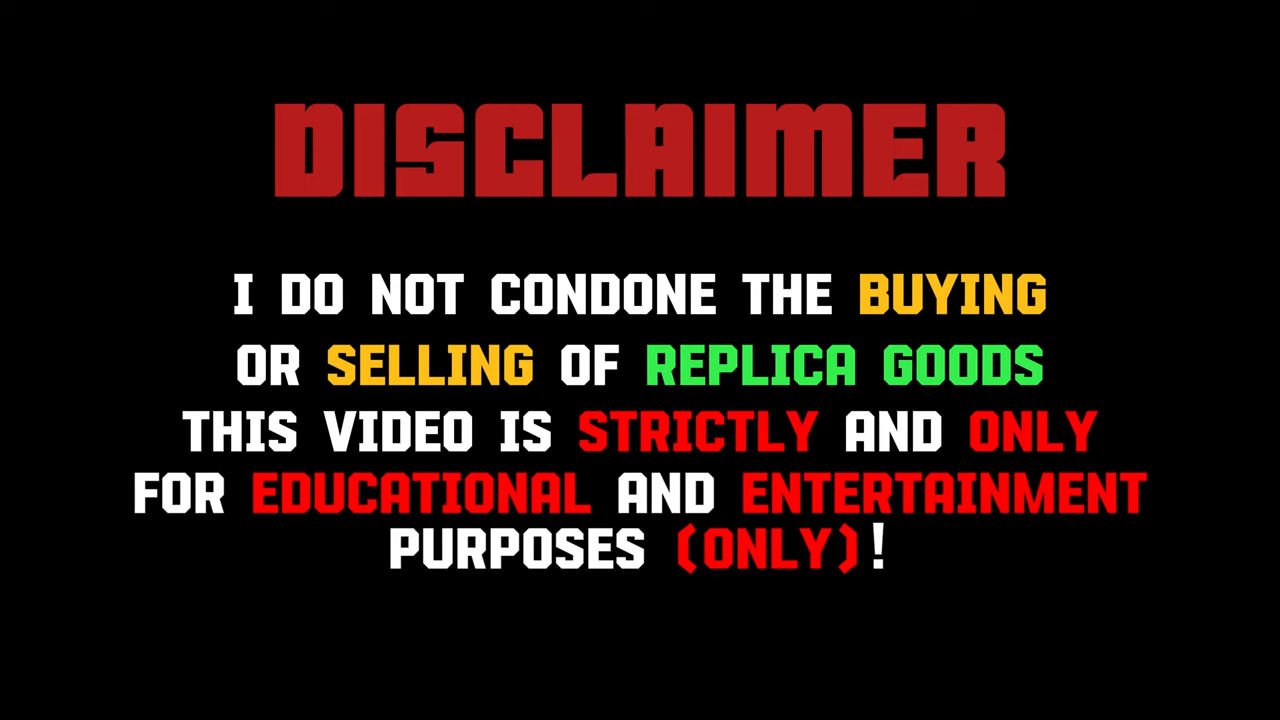 DISCLAIMER
I DO NOT CONDONE THE BUYING
OR SELLING OF REPLICA GOODS
THIS VIDEO IS STRICTLY AND ONLY
FOR EDUCATIONAL AND ENTERTAINMENT
PURPOSES (ONLY)!